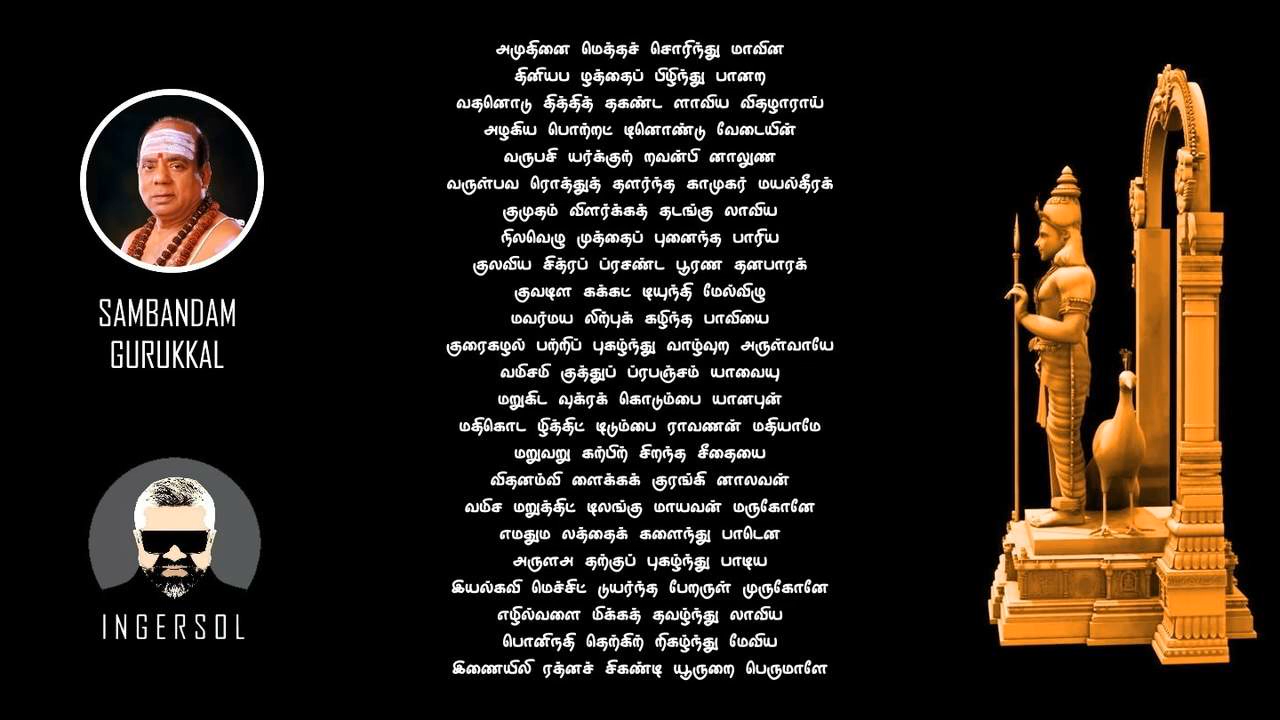 அமுதினை மெத்தச் சொரிந்து மாவின
தினியப ழத்தைப் பிழிந்து பானற
வதனொடு தித்தித் தகண்ட ளாவிய விதழாராய்
அழகிய பொற்றட் டினொண்டு வேடையின்
வருபசி யர்க்குற் றவன்பி னாலுண
வருள்பவ ரொத்துத் தளர்ந்த காமுகர் மயல்தீரக்
குமுதம் விளர்க்கத் தடங்கு லாவிய
நிலவெழு முத்தைப் புனைந்த பாரிய
குலவிய சித்ரப் ப்ரசண்ட பூரண தனபாரக்
குவடிள கக்கட் டியுந்தி மேல்விழு
மவர்மய லிற்புக் கழிந்த பாவியை
குரைகழல் பற்றிப் புகழ்ந்து வாழ்வுற அருள்வாயே
வமிசமி குத்துப் ப்ரபஞ்சம் யாவையு
மறுகிட வுக்ரக் கொடும்பை யானபுன்
மதிகொட ழித்திட் டிடும்பை ராவணன் மதியாமே
மறுவறு கற்பிற் சிறந்த சீதையை
விதனம்வி ளைக்கக் குரங்கி னாலவன்
வமிச மறுத்திட் டிலங்கு மாயவன் மருகோனே
எமதும லத்தைக் களைந்து பாடென
அருளஅ தற்குப் புகழ்ந்து பாடிய
இயல்கவி மெச்சிட் டுயர்ந்த பேறருள் முருகோனே
எழில்வளை மிக்கத் தவழ்ந்து லாவிய
பொனிநதி தெற்கிற் றிகழ்ந்து மேவிய
இணையிலி ரத்னச் சிகண்டி யூருறை பெருமாளே
SAMBANDAM
GURUKKAL
INGERSOL